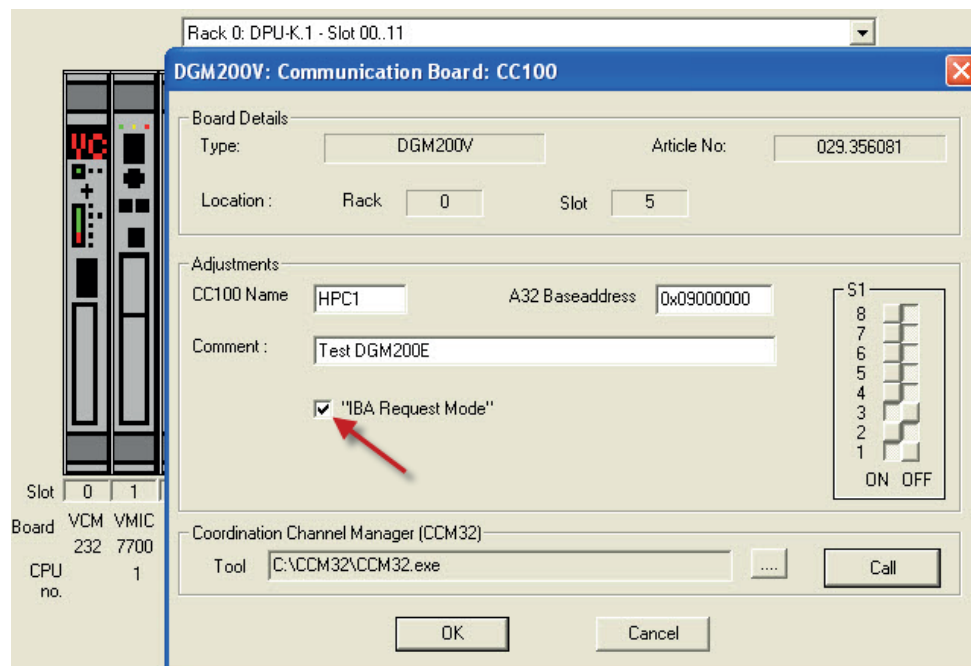 Rack 0: DPU-K.1 - Slot 00..11
DGM200V: Communication Board: CC100
Board Details
Type: DGM200V Article No: 029.356081
Location : Rack 0 Slot 5
Adjustments
CC100 Name HPC1 A32 Baseaddress 0x09000000
Comment : Test DGM200E
"IBA Request Mode"
S1
8
7
6
5
4
3
2
1
ON OFF
VC
Slot 0 1
Board VCM VMIC
232 7700
CPU 1
no.
Coordination Channel Manager (CCM32)
Tool C:\CCM32\CCM32.exe .... Call
OK Cancel